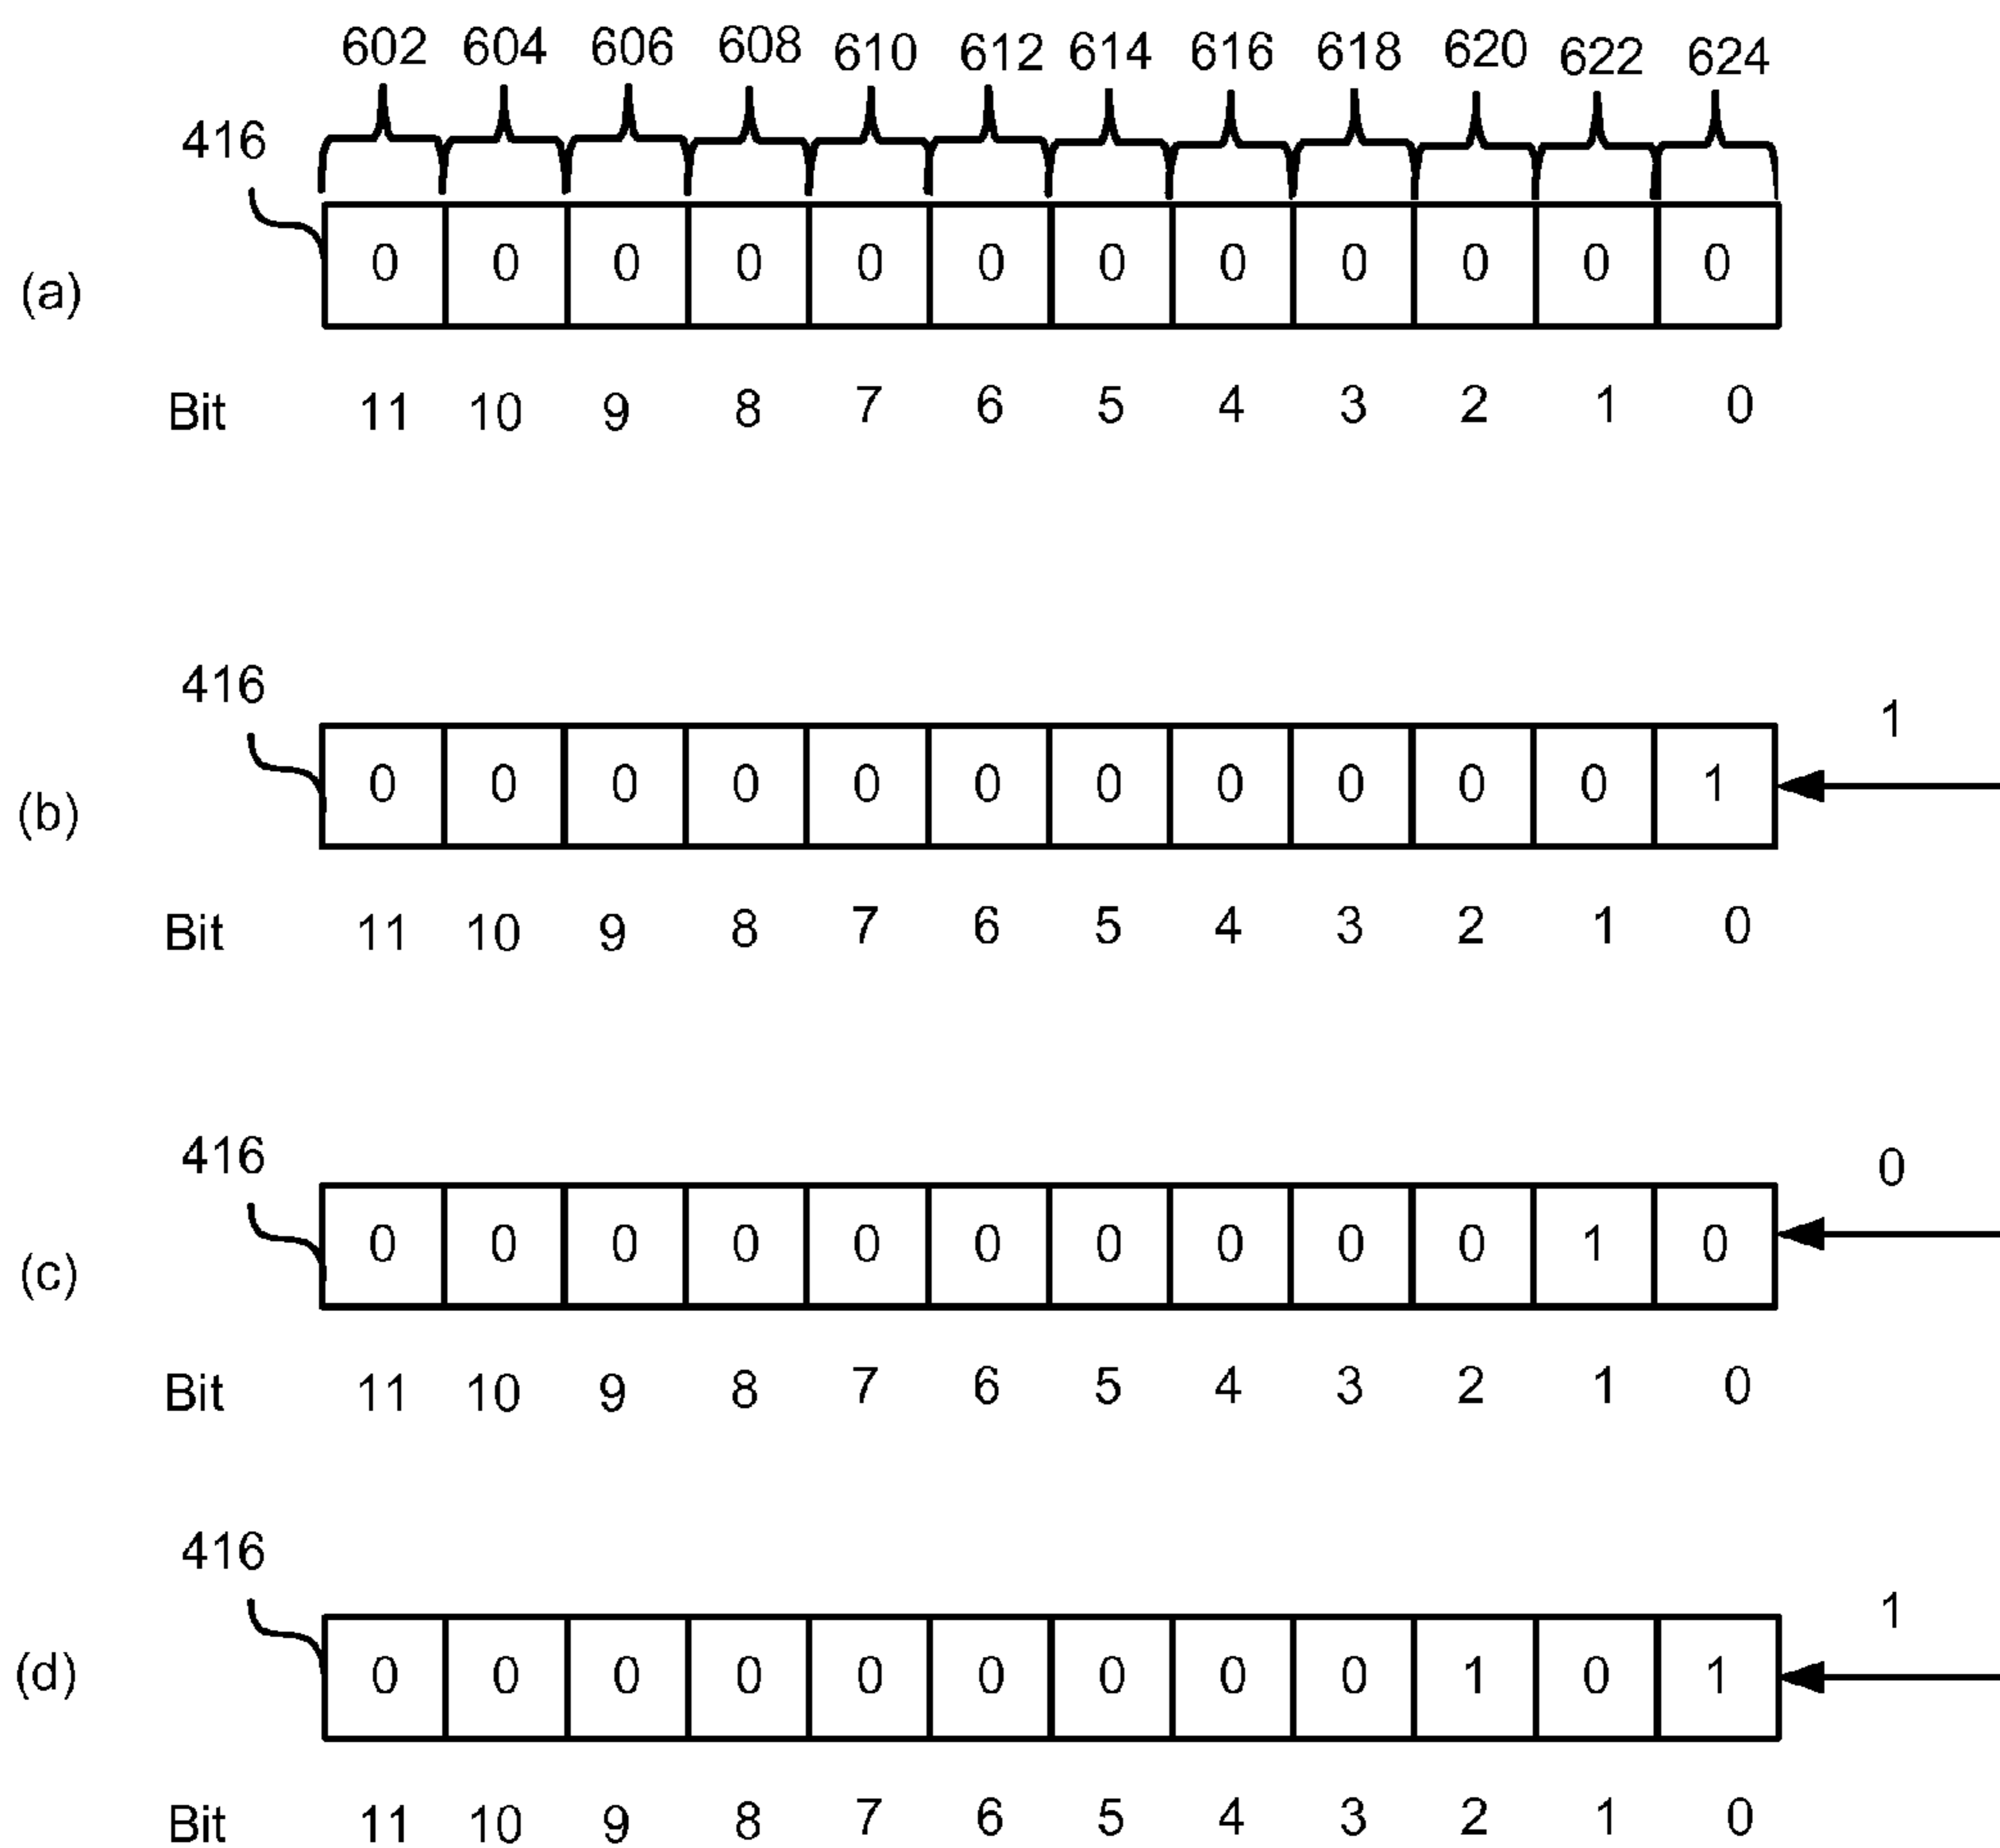 602 604 606 608 610 612 614 616 618 620 622 624
416
(a) 0 0 0 0 0 0 0 0 0 0 0 0
Bit 11 10 9 8 7 6 5 4 3 2 1 0
416 1
(b) 0 0 0 0 0 0 0 0 0 0 0 1
Bit 11 10 9 8 7 6 5 4 3 2 1 0
416 0
(c) 0 0 0 0 0 0 0 0 0 0 1 0
Bit 11 10 9 8 7 6 5 4 3 2 1 0
416 1
(d) 0 0 0 0 0 0 0 0 0 1 0 1
Bit 11 10 9 8 7 6 5 4 3 2 1 0